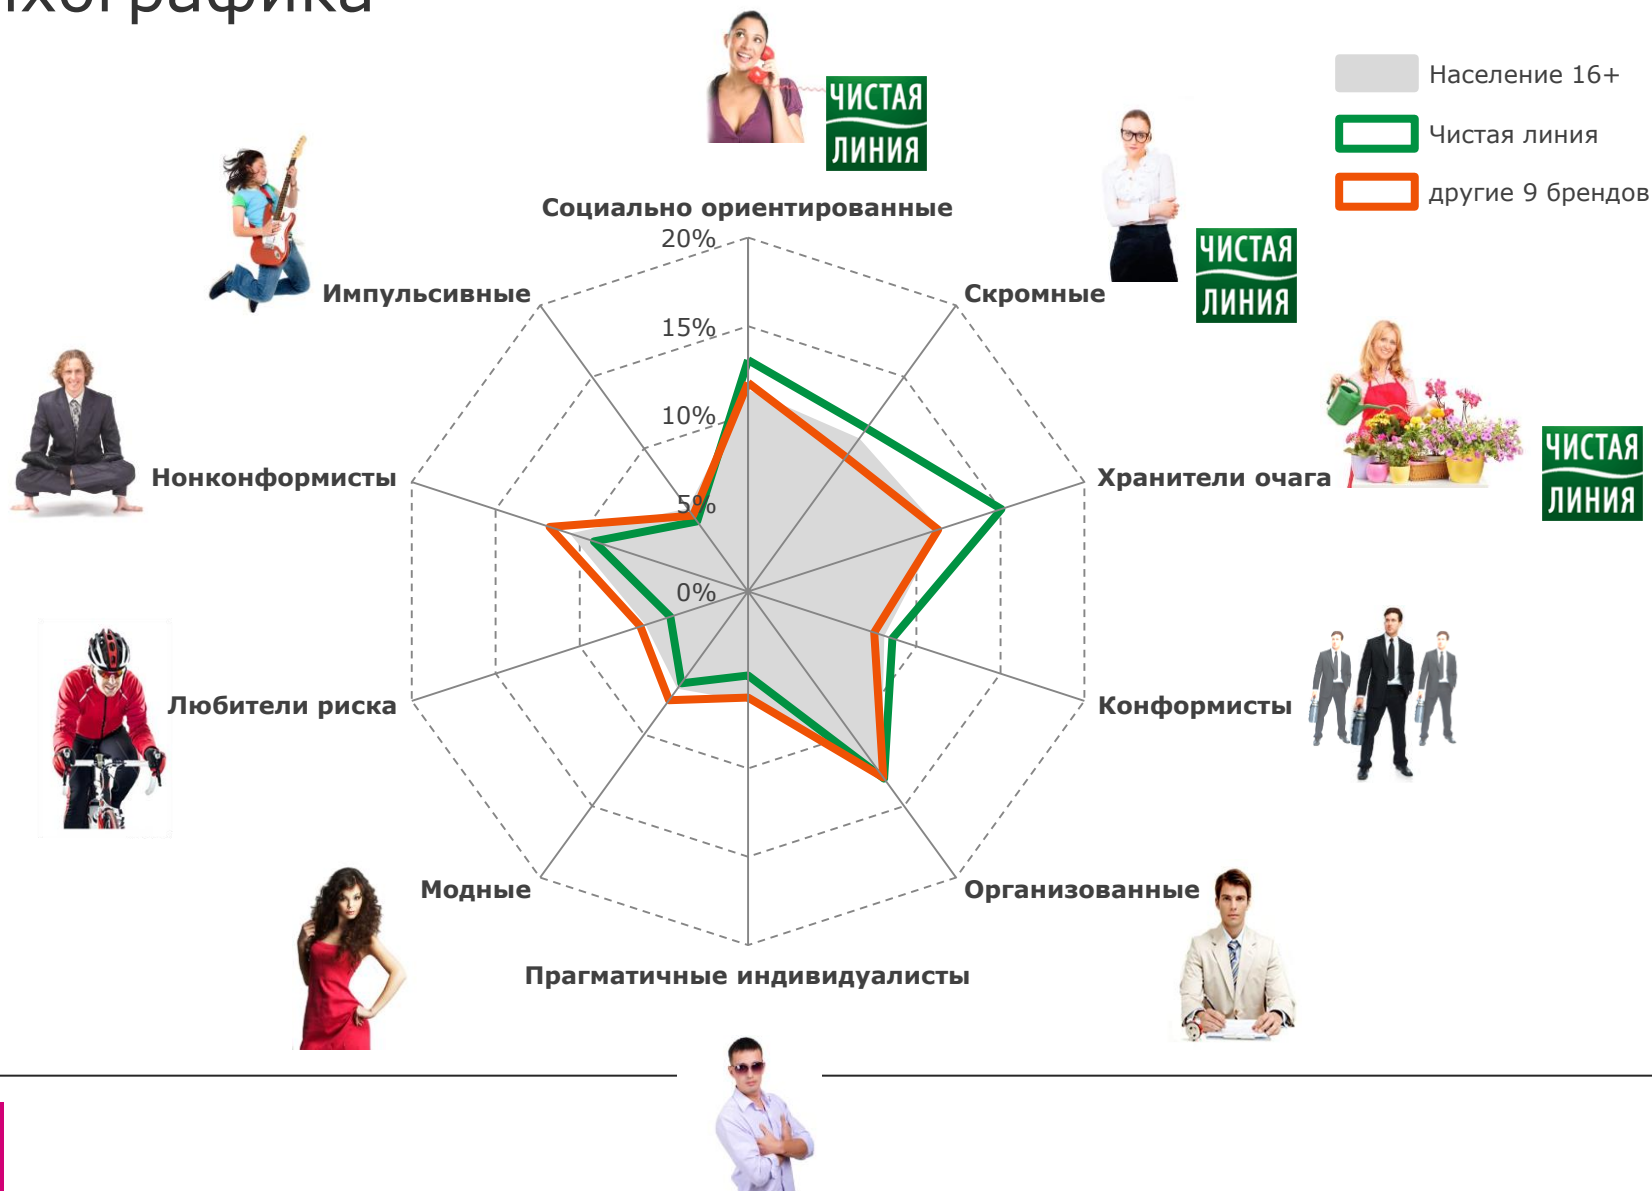 Население 16+
Чистая линия
другие 9 брендов
ЧИСТАЯ
ЛИНИЯ
ЧИСТАЯ
ЛИНИЯ
ЧИСТАЯ
ЛИНИЯ
Социально ориентированные
Скромные
Хранители очага
Конформисты
Организованные
Прагматичные индивидуалисты
Модные
Любители риска
Нонконформисты
Импульсивные
20%
15%
10%
5%
0%